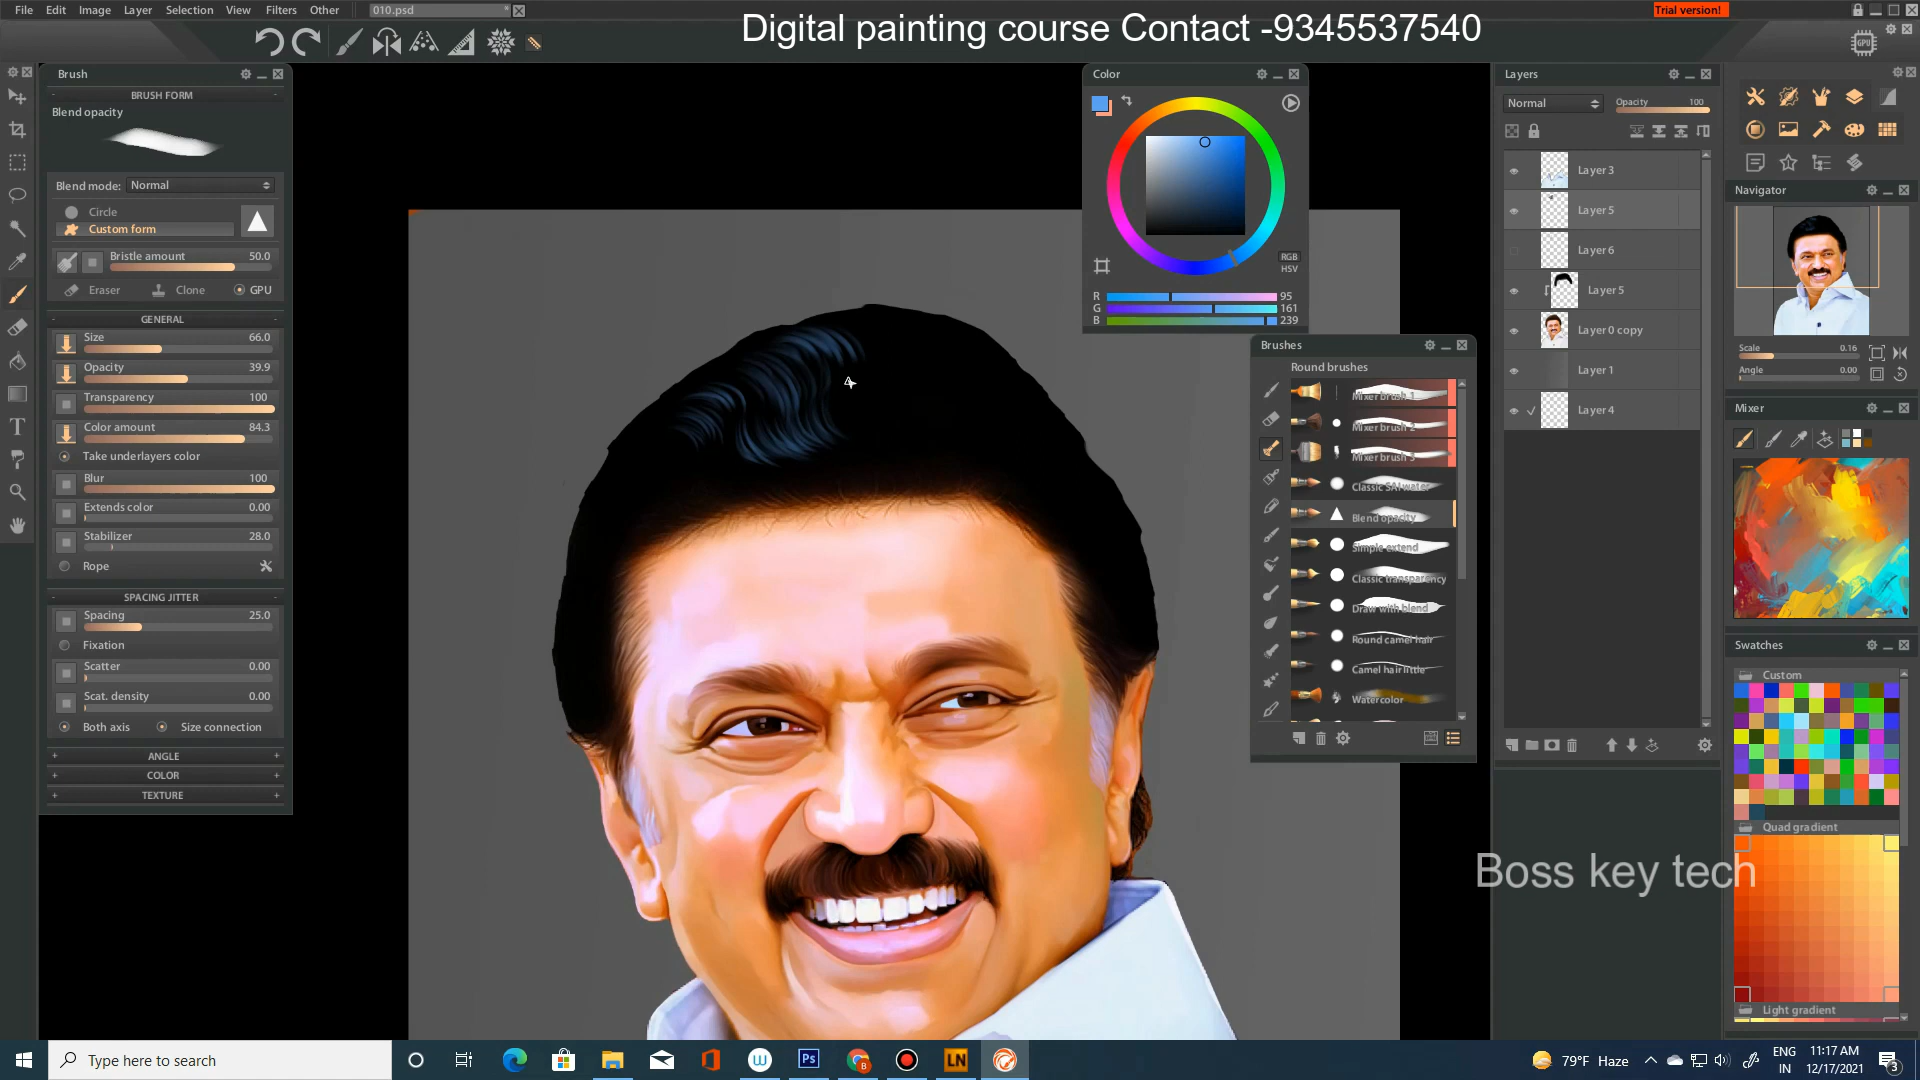 File Edit Image Layer Selection View Filters Other 010.psd *
Trial version!
Digital painting course Contact -9345537540
Brush
BRUSH FORM
Blend opacity
Blend mode: Normal
Circle
Custom form
Bristle amount 50.0
Eraser Clone GPU
GENERAL
Size 66.0
Opacity 39.9
Transparency 100
Color amount 84.3
Take underlayers color
Blur 100
Extends color 0.00
Stabilizer 28.0
Rope
SPACING JITTER
Spacing 25.0
Fixation
Scatter 0.00
Scat. density 0.00
Both axis Size connection
ANGLE
COLOR
TEXTURE
Color
RGB
HSV
R 95
G 161
B 239
Brushes
Round brushes
Mixer brush 1
Mixer brush 2
Mixer brush 3
Classic SAI water
Blend opacity
Simple extend
Classic transparency
Draw with blend
Round camel hair
Camel hair little
Watercolor
Layers
Normal Opacity 100
Layer 3
Layer 5
Layer 6
Layer 5
Layer 0 copy
Layer 1
Layer 4
GPU
Navigator
Scale 0.16
Angle 0.00
Mixer
Swatches
Custom
Quad gradient
Light gradient
Boss key tech
Type here to search
79°F Haze
ENG
IN
11:17 AM
12/17/2021
3